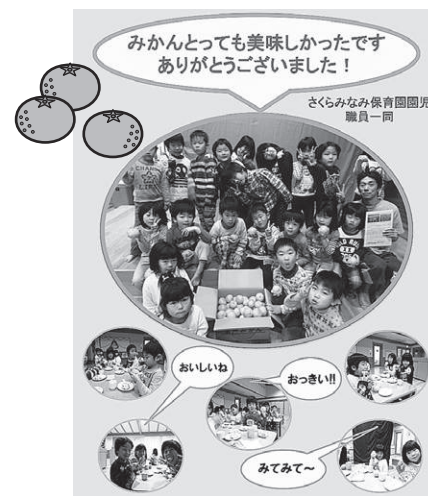 みかんとっても美味しかったです
ありがとうございました！
さくらみなみ保育園園児
職員一同
おいしいね
おっきい!!
みてみて～